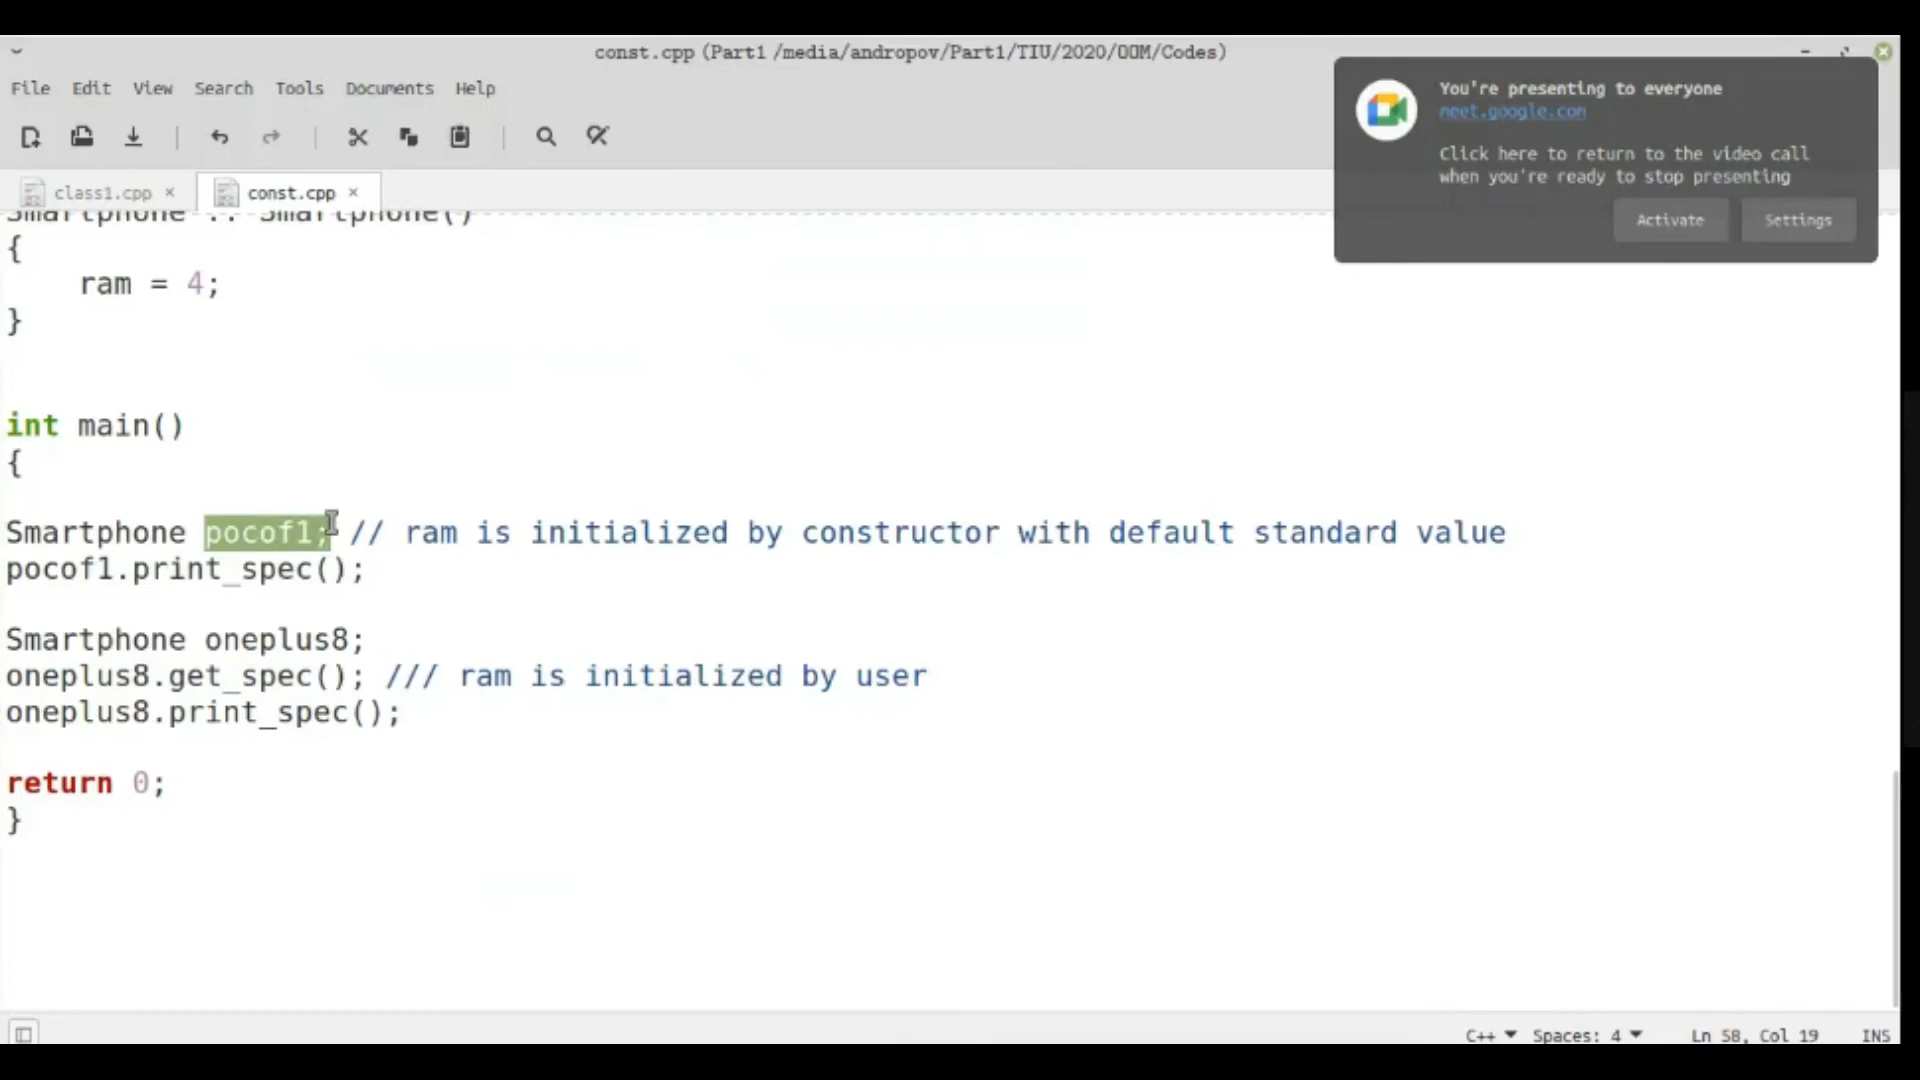 const.cpp (Part1 /media/andropov/Part1/TIU/2020/OOM/Codes)
File Edit View Search Tools Documents Help
You're presenting to everyone
meet.google.com
Click here to return to the video call
when you're ready to stop presenting
Activate Settings
class1.cpp × const.cpp ×
Smartphone :: Smartphone()
{
ram = 4;
}
int main()
{
Smartphone pocof1; // ram is initialized by constructor with default standard value
pocof1.print_spec();
Smartphone oneplus8;
oneplus8.get_spec(); /// ram is initialized by user
oneplus8.print_spec();
return 0;
}
C++ Spaces: 4 Ln 58, Col 19 INS